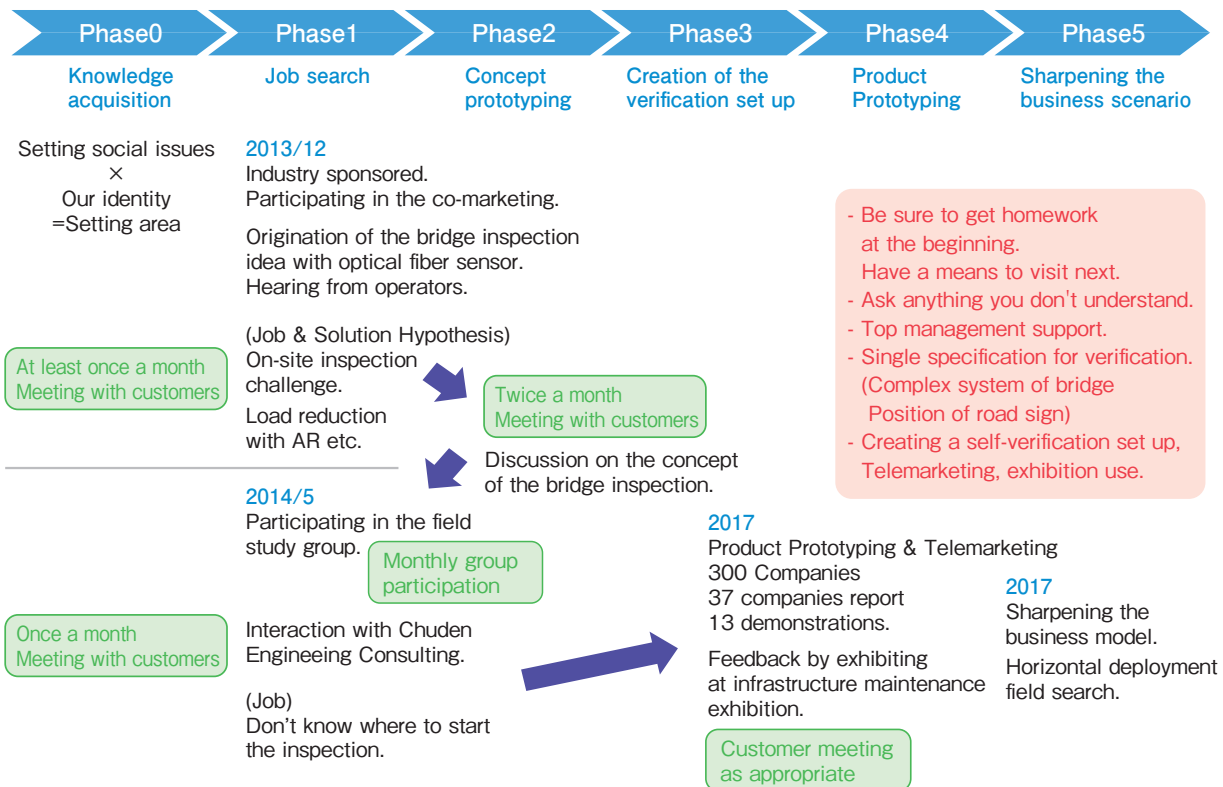 Phase0
Phase1
Phase2
Phase3
Phase4
Phase5
Knowledge
acquisition
Job search
Concept
prototyping
Creation of the
verification set up
Product
Prototyping
Sharpening the
business scenario
Setting social issues
×
Our identity
=Setting area
At least once a month
Meeting with customers
Once a month
Meeting with customers
2013/12
Industry sponsored.
Participating in the co-marketing.
Origination of the bridge inspection
idea with optical fiber sensor.
Hearing from operators.
(Job & Solution Hypothesis)
On-site inspection
challenge.
Load reduction
with AR etc.
Twice a month
Meeting with customers
Discussion on the concept
of the bridge inspection.
2014/5
Participating in the field
study group.
Monthly group
participation
Interaction with Chuden
Engineeing Consulting.
(Job)
Don't know where to start
the inspection.
- Be sure to get homework
at the beginning.
Have a means to visit next.
- Ask anything you don't understand.
- Top management support.
- Single specification for verification.
(Complex system of bridge
Position of road sign)
- Creating a self-verification set up,
Telemarketing, exhibition use.
2017
Product Prototyping & Telemarketing
300 Companies
37 companies report
13 demonstrations.
Feedback by exhibiting
at infrastructure maintenance
exhibition.
Customer meeting
as appropriate
2017
Sharpening the
business model.
Horizontal deployment
field search.